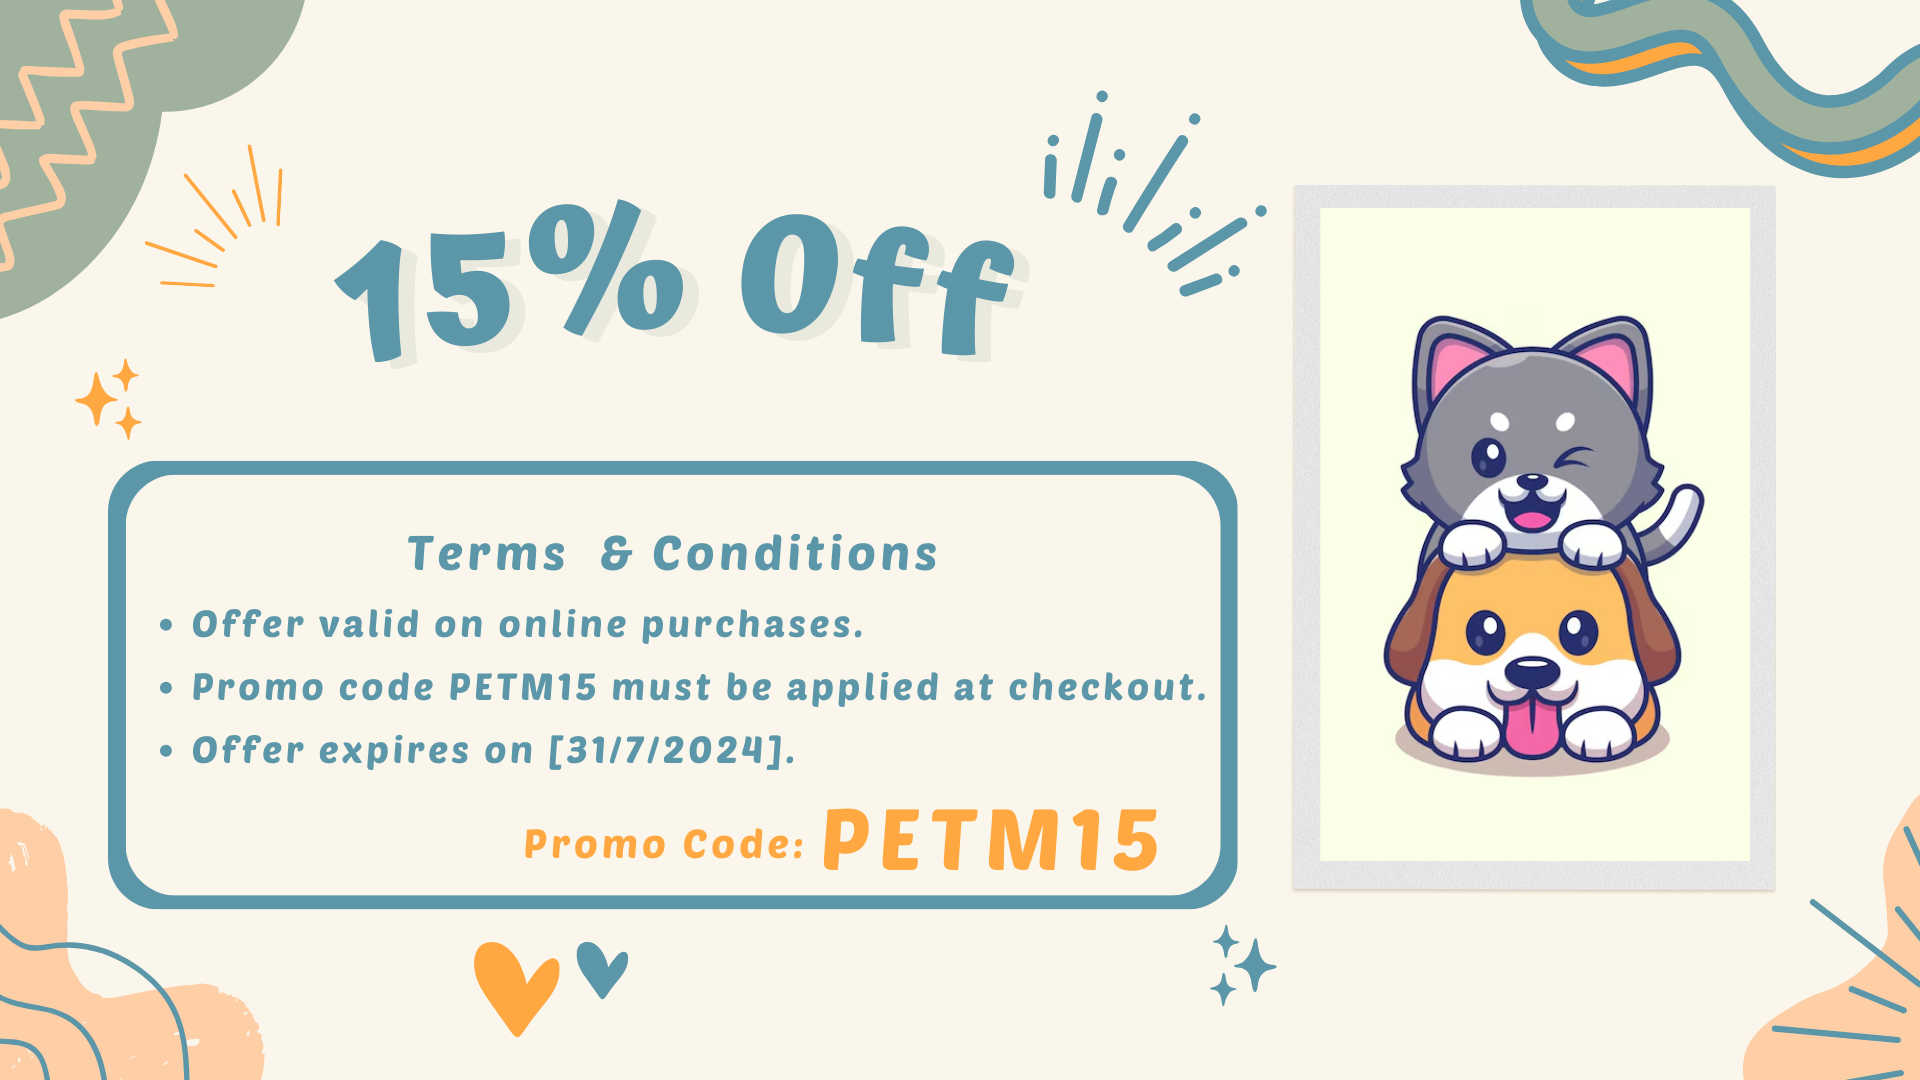 15% Off
Terms & Conditions
• Offer valid on online purchases.
• Promo code PETM15 must be applied at checkout.
• Offer expires on [31/7/2024].
Promo Code: PETM15